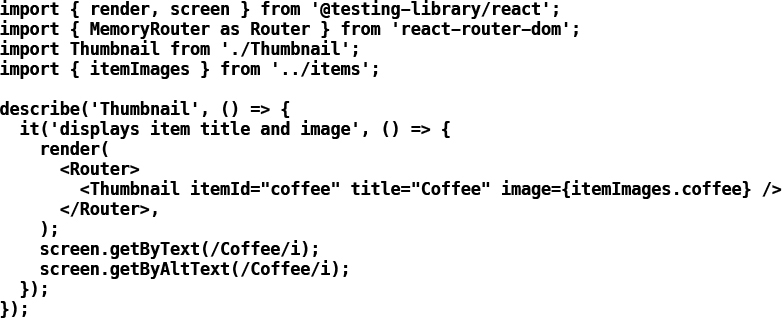 import { render, screen } from '@testing-library/react';
import { MemoryRouter as Router } from 'react-router-dom';
import Thumbnail from './Thumbnail';
import { itemImages } from '../items';

describe('Thumbnail', () => {
  it('displays item title and image', () => {
    render(
      <Router>
        <Thumbnail itemId="coffee" title="Coffee" image={itemImages.coffee} />
      </Router>,
    );
    screen.getByText(/Coffee/i);
    screen.getByAltText(/Coffee/i);
  });
});